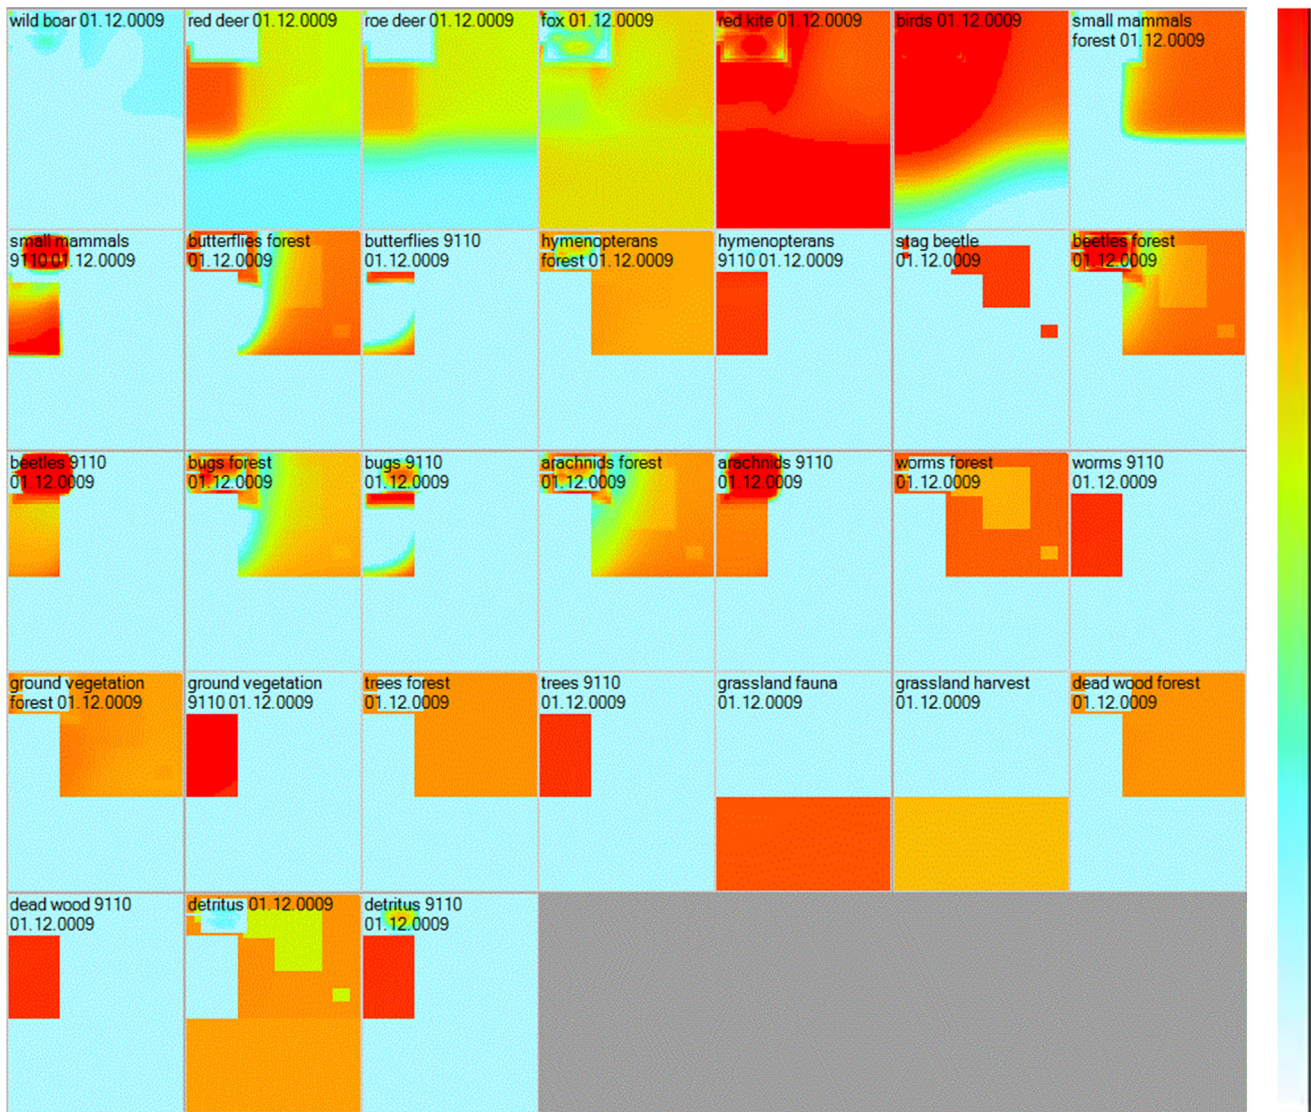 wild boar 01.12.0009
red deer 01.12.0009
roe deer 01.12.0009
fox 01.12.0009
red kite 01.12.0009
birds 01.12.0009
small mammals
forest 01.12.0009
small mammals
9110 01.12.0009
butterflies forest
01.12.0009
butterflies 9110
01.12.0009
hymenopterans
forest 01.12.0009
hymenopterans
9110 01.12.0009
stag beetle
01.12.0009
beetles forest
01.12.0009
beetles 9110
01.12.0009
bugs forest
01.12.0009
bugs 9110
01.12.0009
arachnids forest
01.12.0009
arachnids 9110
01.12.0009
worms forest
01.12.0009
worms 9110
01.12.0009
ground vegetation
forest 01.12.0009
ground vegetation
9110 01.12.0009
trees forest
01.12.0009
trees 9110
01.12.0009
grassland fauna
01.12.0009
grassland harvest
01.12.0009
dead wood forest
01.12.0009
dead wood 9110
01.12.0009
detritus 01.12.0009
detritus 9110
01.12.0009